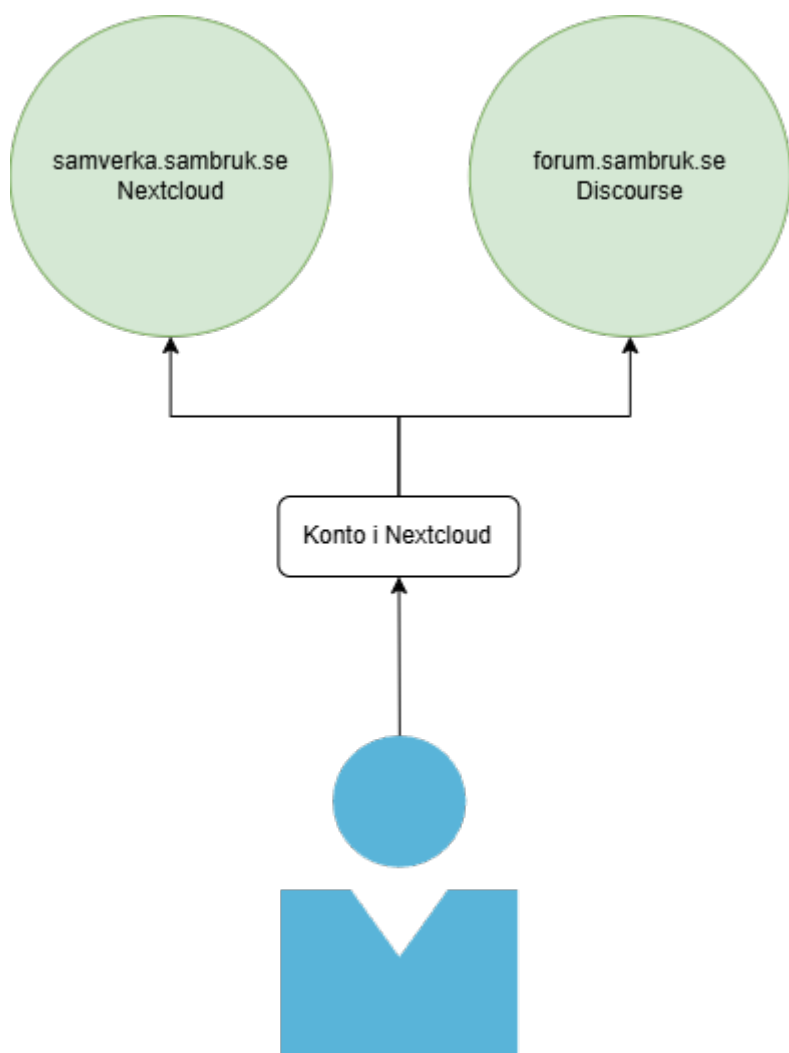 samverka.sambruk.se
Nextcloud
forum.sambruk.se
Discourse
Konto i Nextcloud